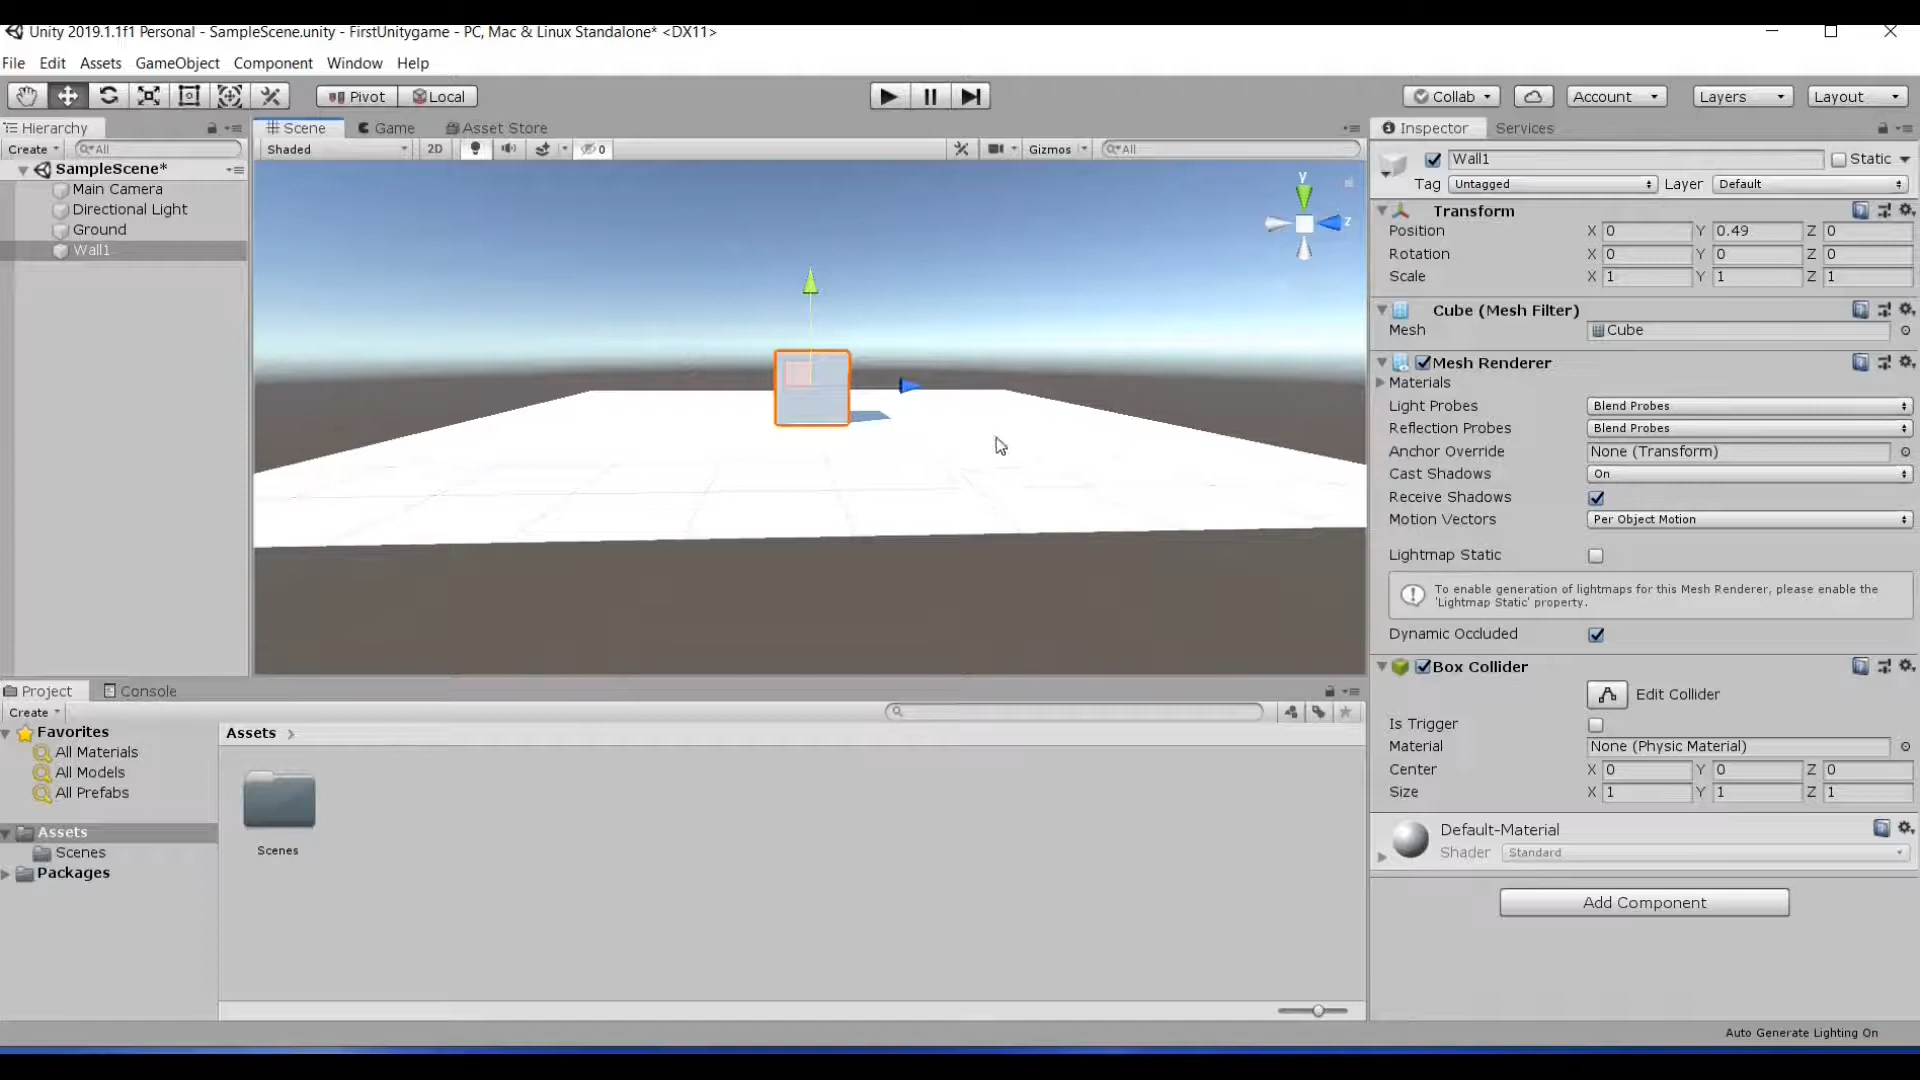 Unity 2019.1.1f1 Personal - SampleScene.unity - FirstUnitygame - PC, Mac & Linux Standalone* <DX11>
File Edit Assets GameObject Component Window Help
Pivot Local Collab Account Layers Layout
Hierarchy
Create All
SampleScene*
Main Camera
Directional Light
Ground
Wall1
Scene Game Asset Store
Shaded 2D 0 Gizmos All
y
z
Inspector Services
Wall1 Static
Tag Untagged Layer Default
Transform
Position X 0 Y 0.49 Z 0
Rotation X 0 Y 0 Z 0
Scale X 1 Y 1 Z 1
Cube (Mesh Filter)
Mesh Cube
Mesh Renderer
Materials
Light Probes Blend Probes
Reflection Probes Blend Probes
Anchor Override None (Transform)
Cast Shadows On
Receive Shadows
Motion Vectors Per Object Motion
Lightmap Static
To enable generation of lightmaps for this Mesh Renderer, please enable the
'Lightmap Static' property.
Dynamic Occluded
Box Collider
Edit Collider
Is Trigger
Material None (Physic Material)
Center X 0 Y 0 Z 0
Size X 1 Y 1 Z 1
Default-Material
Shader Standard
Add Component
Project Console
Create
Favorites
All Materials
All Models
All Prefabs
Assets
Scenes
Packages
Assets
Scenes
Auto Generate Lighting On